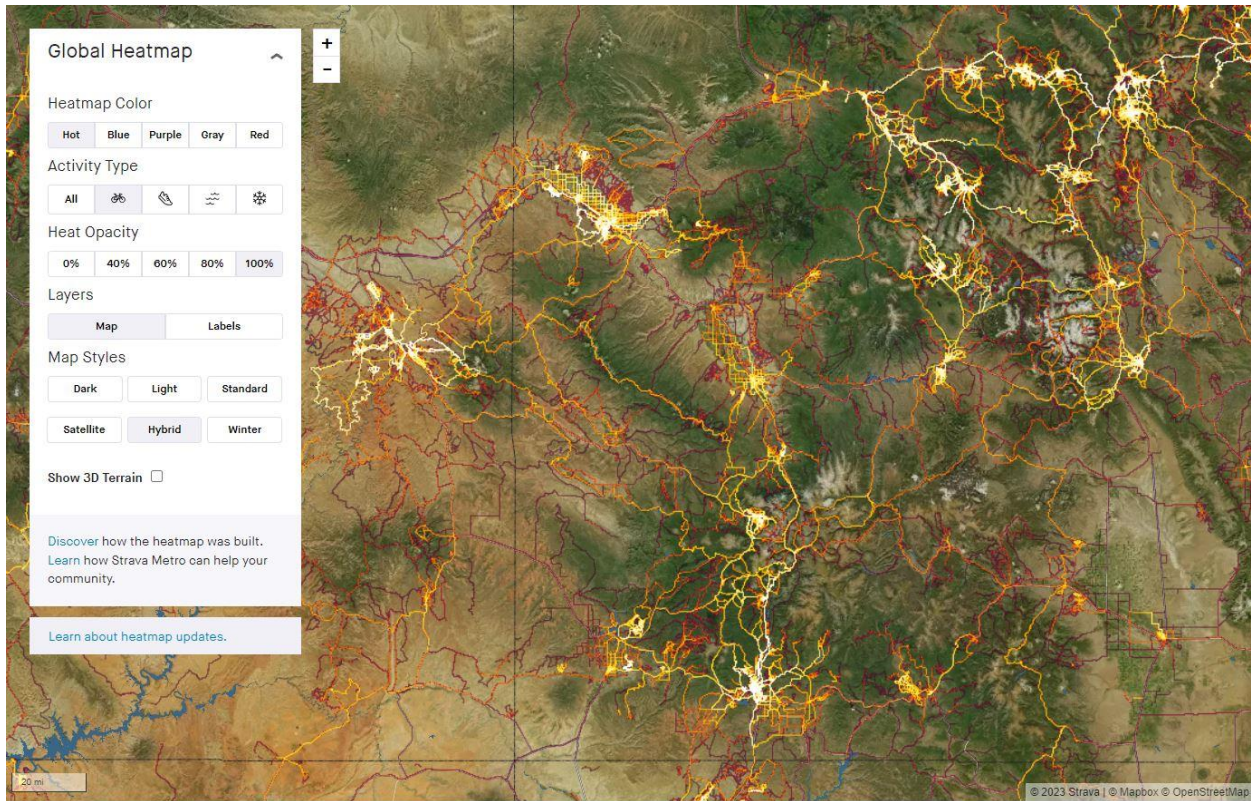 Global Heatmap
+
−
Heatmap Color
Hot Blue Purple Gray Red
Activity Type
All
Heat Opacity
0% 40% 60% 80% 100%
Layers
Map Labels
Map Styles
Dark Light Standard
Satellite Hybrid Winter
Show 3D Terrain
Discover how the heatmap was built.
Learn how Strava Metro can help your
community.
Learn about heatmap updates.
20 mi
© 2023 Strava | © Mapbox © OpenStreetMap